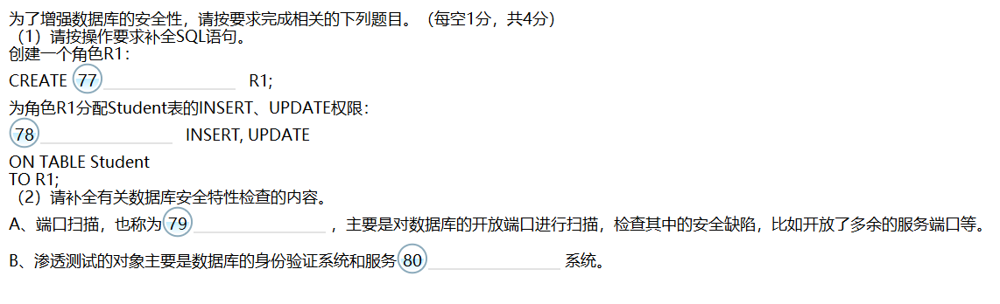 为了增强数据库的安全性，请按要求完成相关的下列题目。（每空1分，共4分）
（1）请按操作要求补全SQL语句。
创建一个角色R1：
CREATE 77 R1;
为角色R1分配Student表的INSERT、UPDATE权限：
78 INSERT, UPDATE
ON TABLE Student
TO R1;
（2）请补全有关数据库安全特性检查的内容。
A、端口扫描，也称为79，主要是对数据库的开放端口进行扫描，检查其中的安全缺陷，比如开放了多余的服务端口等。
B、渗透测试的对象主要是数据库的身份验证系统和服务80系统。